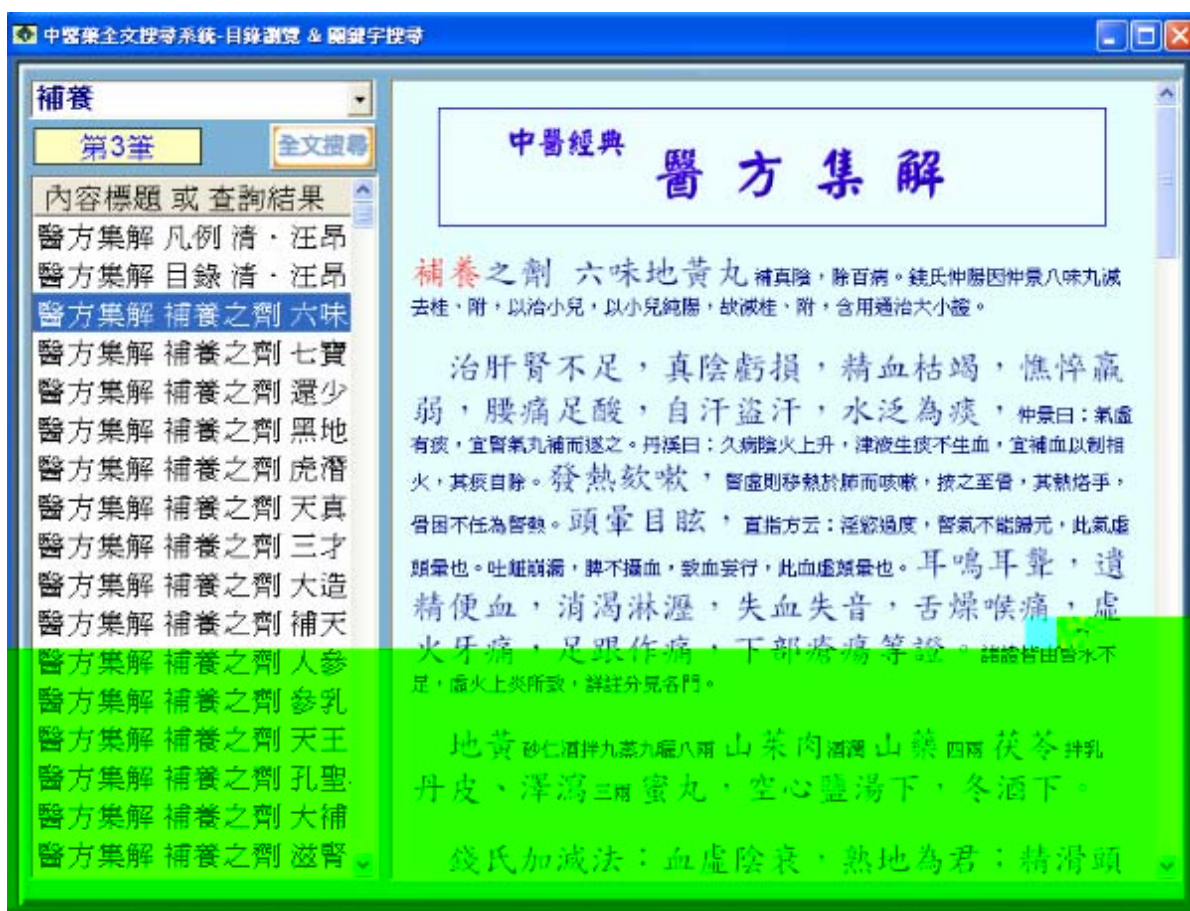 中醫藥全文搜尋系統-目錄瀏覽 & 關鍵字搜尋
補養
第3筆
全文搜尋
內容標題 或 查詢結果
醫方集解 凡例 清．汪昂
醫方集解 目錄 清．汪昂
醫方集解 補養之劑 六味
醫方集解 補養之劑 七寶
醫方集解 補養之劑 還少
醫方集解 補養之劑 黑地
醫方集解 補養之劑 虎潛
醫方集解 補養之劑 天真
醫方集解 補養之劑 三才
醫方集解 補養之劑 大造
醫方集解 補養之劑 補天
醫方集解 補養之劑 人參
醫方集解 補養之劑 參乳
醫方集解 補養之劑 天王
醫方集解 補養之劑 孔聖
醫方集解 補養之劑 大補
醫方集解 補養之劑 滋腎
中醫經典
醫方集解
補養之劑 六味地黃丸 補真陰，除百病。錢氏仲陽因仲景八味丸減
去桂、附，以治小兒，以小兒純陽，故減桂、附，含用通治大小證。
治肝腎不足，真陰虧損，精血枯竭，憔悴羸
弱，腰痛足酸，自汗盜汗，水泛為痰，仲景曰：氣虛
有痰，宜腎氣丸補而逐之。丹溪曰：久病陰火上升，津液生痰不生血，宜補血以制相
火，其痰自除。發熱欬嗽，腎虛則移熱於肺而咳嗽，按之至骨，其熱烙手，
骨困不任為腎熱。頭暈目眩，直指方云：淫慾過度，腎氣不能歸元，此氣虛
頭暈也。吐衄崩漏，脾不攝血，致血妄行，此血虛頭暈也。耳鳴耳聾，遺
精便血，消渴淋瀝，失血失音，舌燥喉痛，虛
火牙痛，足跟作痛，下部瘡瘍等證。諸證皆由腎水不
足，虛火上炎所致，詳註分見各門。
地黃 砂仁酒拌九蒸九曬八兩 山茱肉 酒潤 山藥 四兩 茯苓 拌乳
丹皮、澤瀉 三兩 蜜丸，空心鹽湯下，冬酒下。
錢氏加減法：血虛陰衰，熟地為君；精滑頭